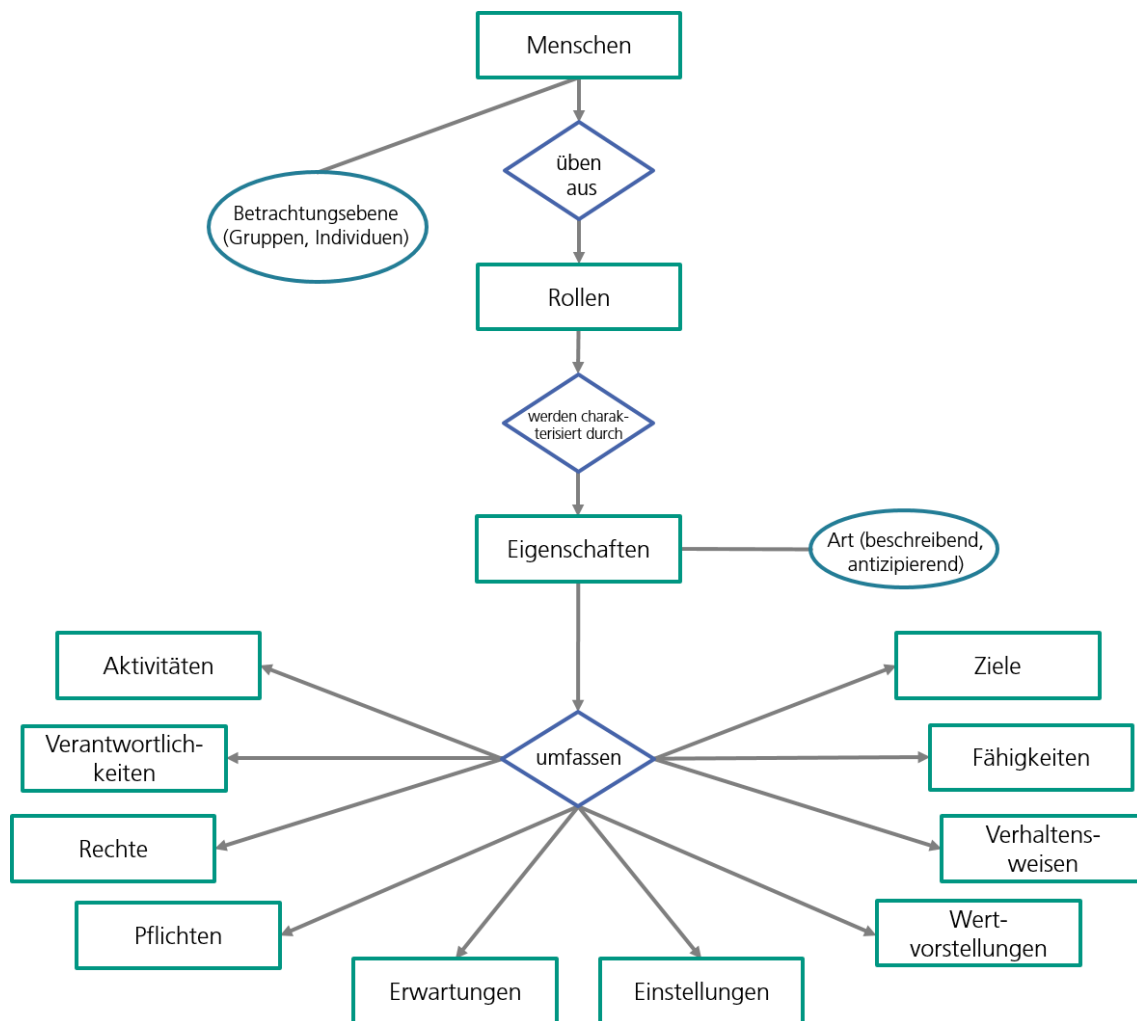 Menschen
üben
aus
Betrachtungsebene
(Gruppen, Individuen)
Rollen
werden charak-
terisiert durch
Eigenschaften
Art (beschreibend,
antizipierend)
Aktivitäten
Ziele
Verantwortlich-
keiten
umfassen
Fähigkeiten
Rechte
Verhaltens-
weisen
Pflichten
Wert-
vorstellungen
Erwartungen
Einstellungen